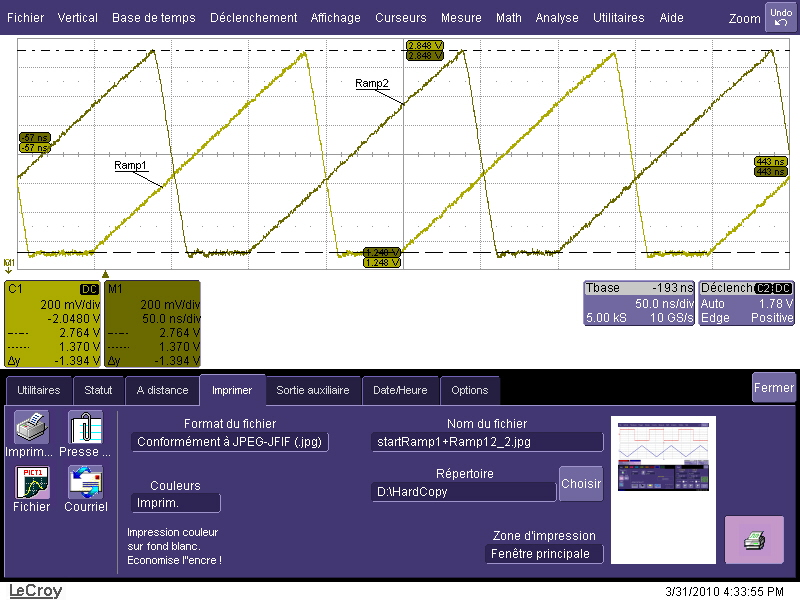 Fichier Vertical Base de temps Déclenchement Affichage Curseurs Mesure Math Analyse Utilitaires Aide Zoom Undo
2.848 V
2.848 V
Ramp2
-57 ns
-57 ns
Ramp1
443 ns
443 ns
1.248 V
1.248 V
M1
C1 DC
200 mV/div
-2.0480 V
2.764 V
1.370 V
Δy -1.394 V
M1
200 mV/div
50.0 ns/div
2.764 V
1.370 V
Δy -1.394 V
Tbase -193 ns
50.0 ns/div
5.00 kS 10 GS/s
Déclench C2 DC
Auto 1.78 V
Edge Positive
Utilitaires Statut A distance Imprimer Sortie auxiliaire Date/Heure Options Fermer
Imprim... Presse ...
PICT1
Fichier Courriel
Format du fichier
Conformément à JPEG-JFIF (.jpg)
Couleurs
Imprim.
Impression couleur
sur fond blanc.
Economise l"encre !
Nom du fichier
startRamp1+Ramp12_2.jpg
Répertoire
D:\HardCopy
Choisir
Zone d'impression
Fenêtre principale
LeCroy 3/31/2010 4:33:55 PM